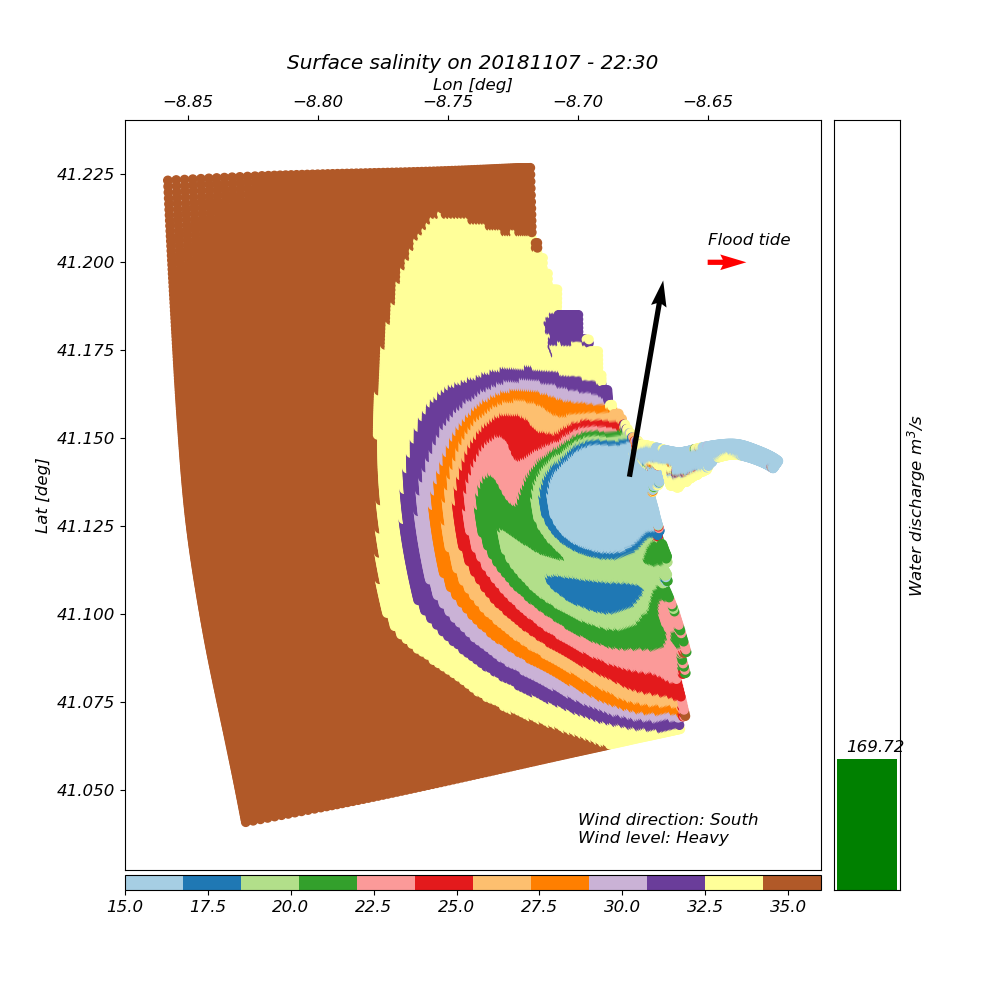 Surface salinity on 20181107 - 22:30
Lon [deg]
−8.85 −8.80 −8.75 −8.70 −8.65
41.225
41.200
41.175
41.150
41.125
41.100
41.075
41.050
Lat [deg]
Flood tide
Wind direction: South
Wind level: Heavy
169.72
Water discharge m³/s
15.0 17.5 20.0 22.5 25.0 27.5 30.0 32.5 35.0